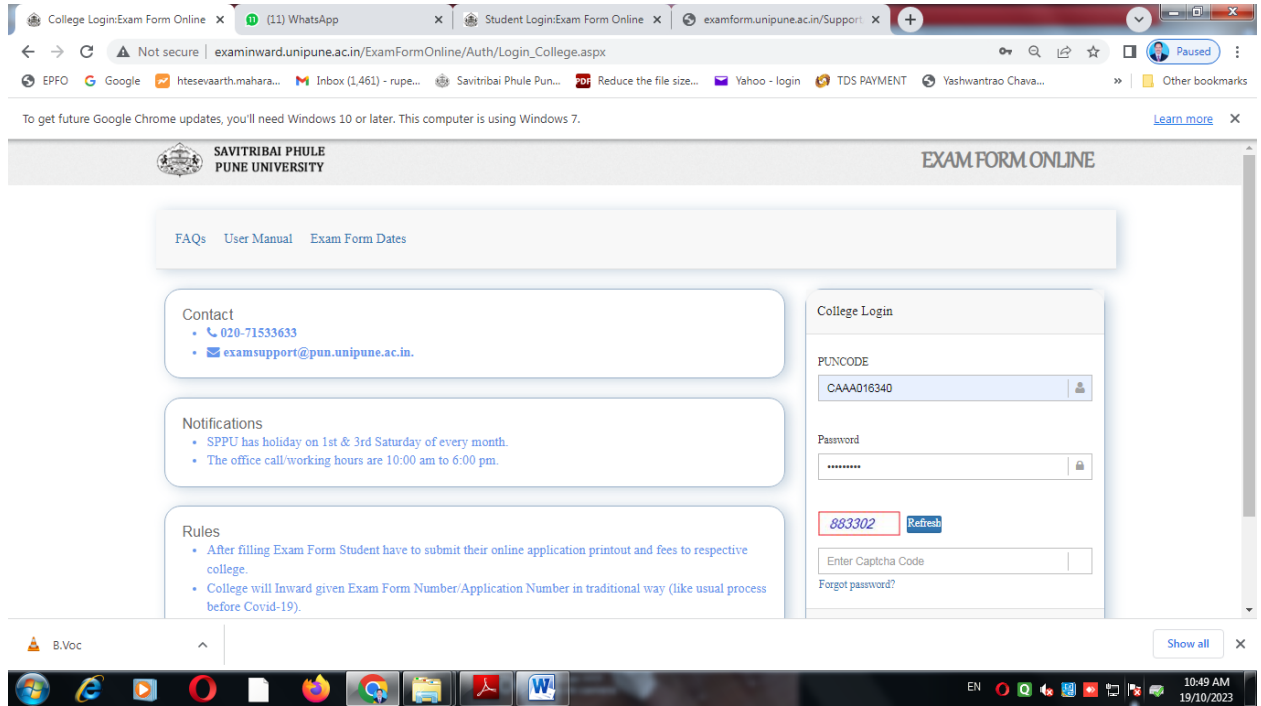 College Login:Exam Form Online
(11) WhatsApp
Student Login:Exam Form Online
examform.unipune.ac.in/Support
Not secure | examinward.unipune.ac.in/ExamFormOnline/Auth/Login_College.aspx
Paused
EPFO Google htesevaarth.mahara... Inbox (1,461) - rupe... Savitribai Phule Pun... PDF Reduce the file size... Yahoo - login TDS PAYMENT Yashwantrao Chava... » Other bookmarks
To get future Google Chrome updates, you'll need Windows 10 or later. This computer is using Windows 7. Learn more
SAVITRIBAI PHULE
PUNE UNIVERSITY
EXAM FORM ONLINE
FAQs User Manual Exam Form Dates
Contact
020-71533633
examsupport@pun.unipune.ac.in.
Notifications
SPPU has holiday on 1st & 3rd Saturday of every month.
The office call/working hours are 10:00 am to 6:00 pm.
Rules
After filling Exam Form Student have to submit their online application printout and fees to respective
college.
College will Inward given Exam Form Number/Application Number in traditional way (like usual process
before Covid-19).
College Login
PUNCODE
CAAA016340
Password
•••••••••
883302 Refresh
Enter Captcha Code
Forgot password?
B.Voc
Show all
EN
10:49 AM
19/10/2023